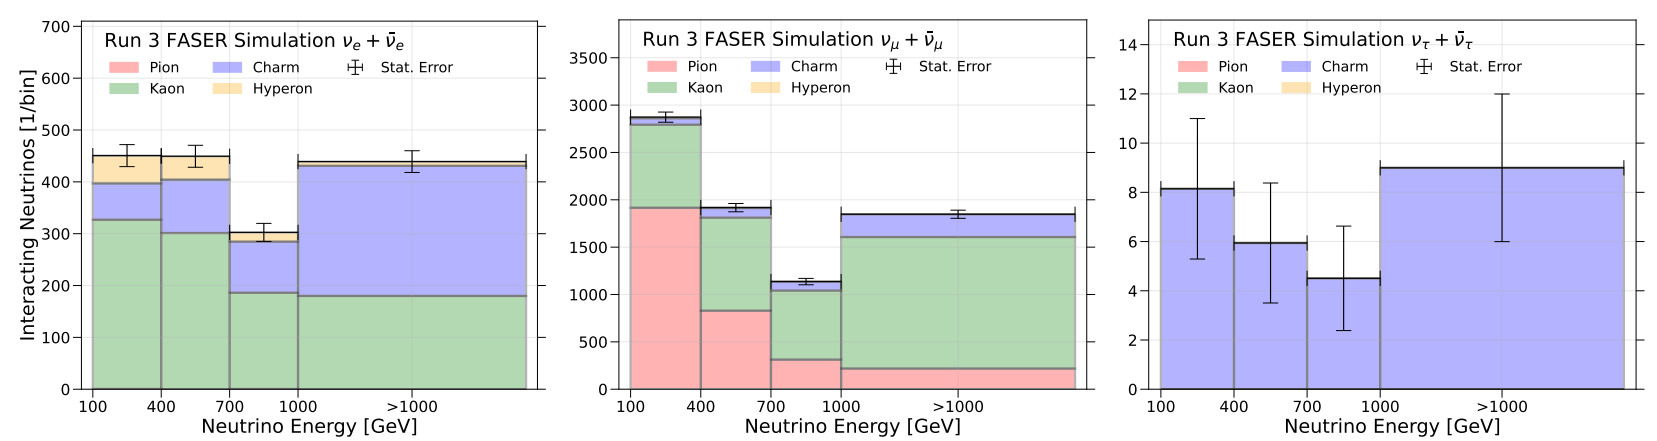 Run 3 FASER Simulation νₑ + ν̄ₑ
Pion Charm Stat. Error
Kaon Hyperon
Interacting Neutrinos [1/bin]
700
600
500
400
300
200
100
0
100 400 700 1000 >1000
Neutrino Energy [GeV]
Run 3 FASER Simulation ν_μ + ν̄_μ
Pion Charm Stat. Error
Kaon Hyperon
3500
3000
2500
2000
1500
1000
500
0
100 400 700 1000 >1000
Neutrino Energy [GeV]
Run 3 FASER Simulation ν_τ + ν̄_τ
Pion Charm Stat. Error
Kaon Hyperon
14
12
10
8
6
4
2
0
100 400 700 1000 >1000
Neutrino Energy [GeV]